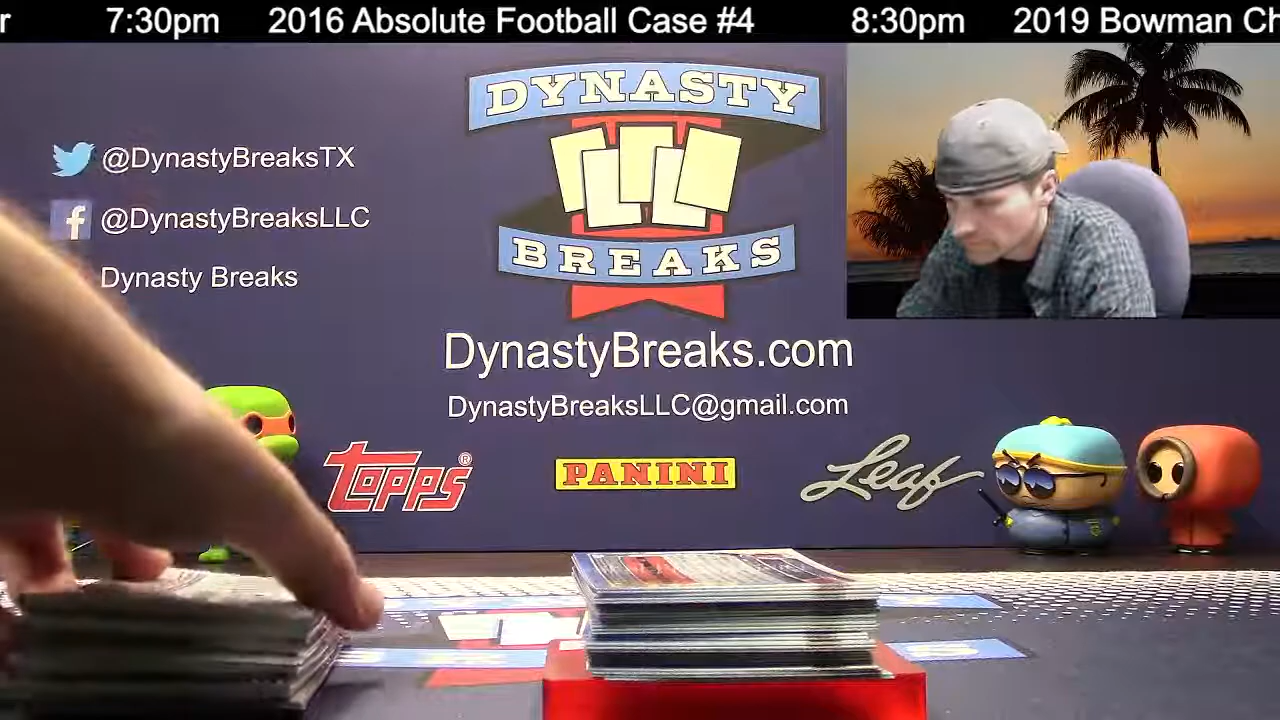 r 7:30pm 2016 Absolute Football Case #4 8:30pm 2019 Bowman Ch
DYNASTY
BREAKS
@DynastyBreaksTX
@DynastyBreaksLLC
Dynasty Breaks
DynastyBreaks.com
DynastyBreaksLLC@gmail.com
TOPPS®
PANINI
Leaf